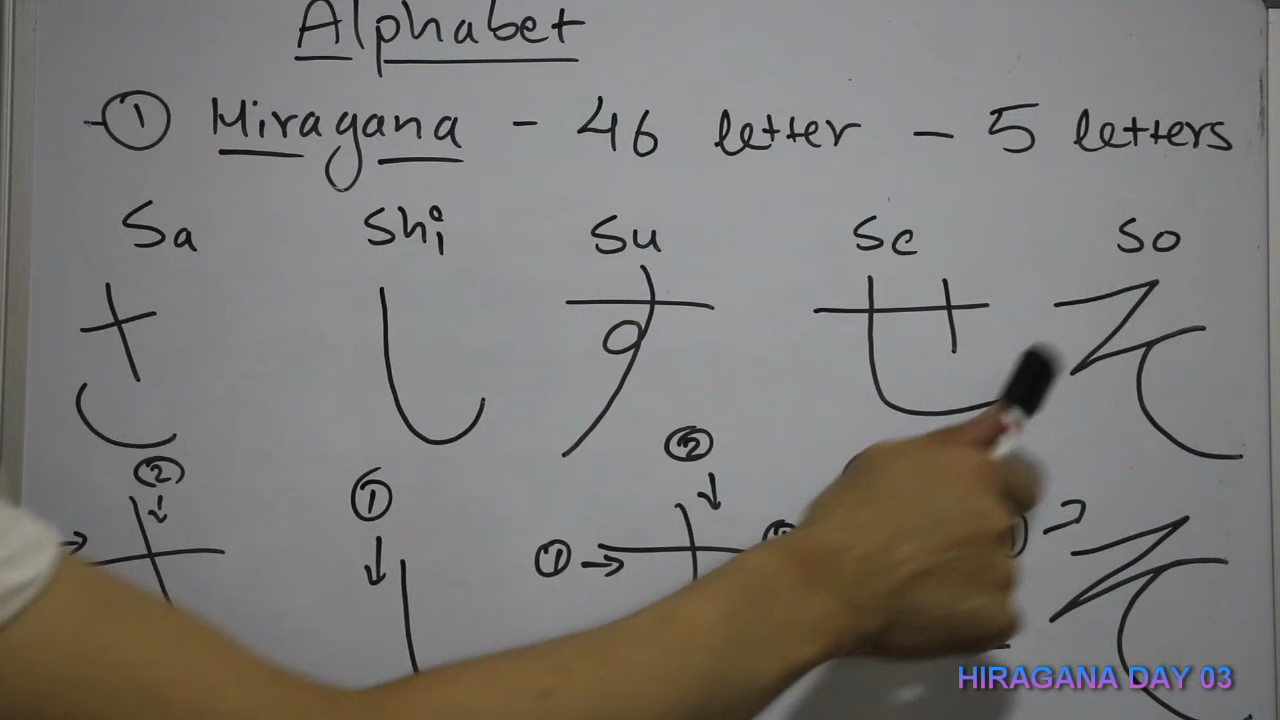 Alphabet
① Hiragana - 46 letter - 5 letters
Sa Shi Su Se So
さ し す せ そ
② ① ②
① → そ
HIRAGANA DAY 03